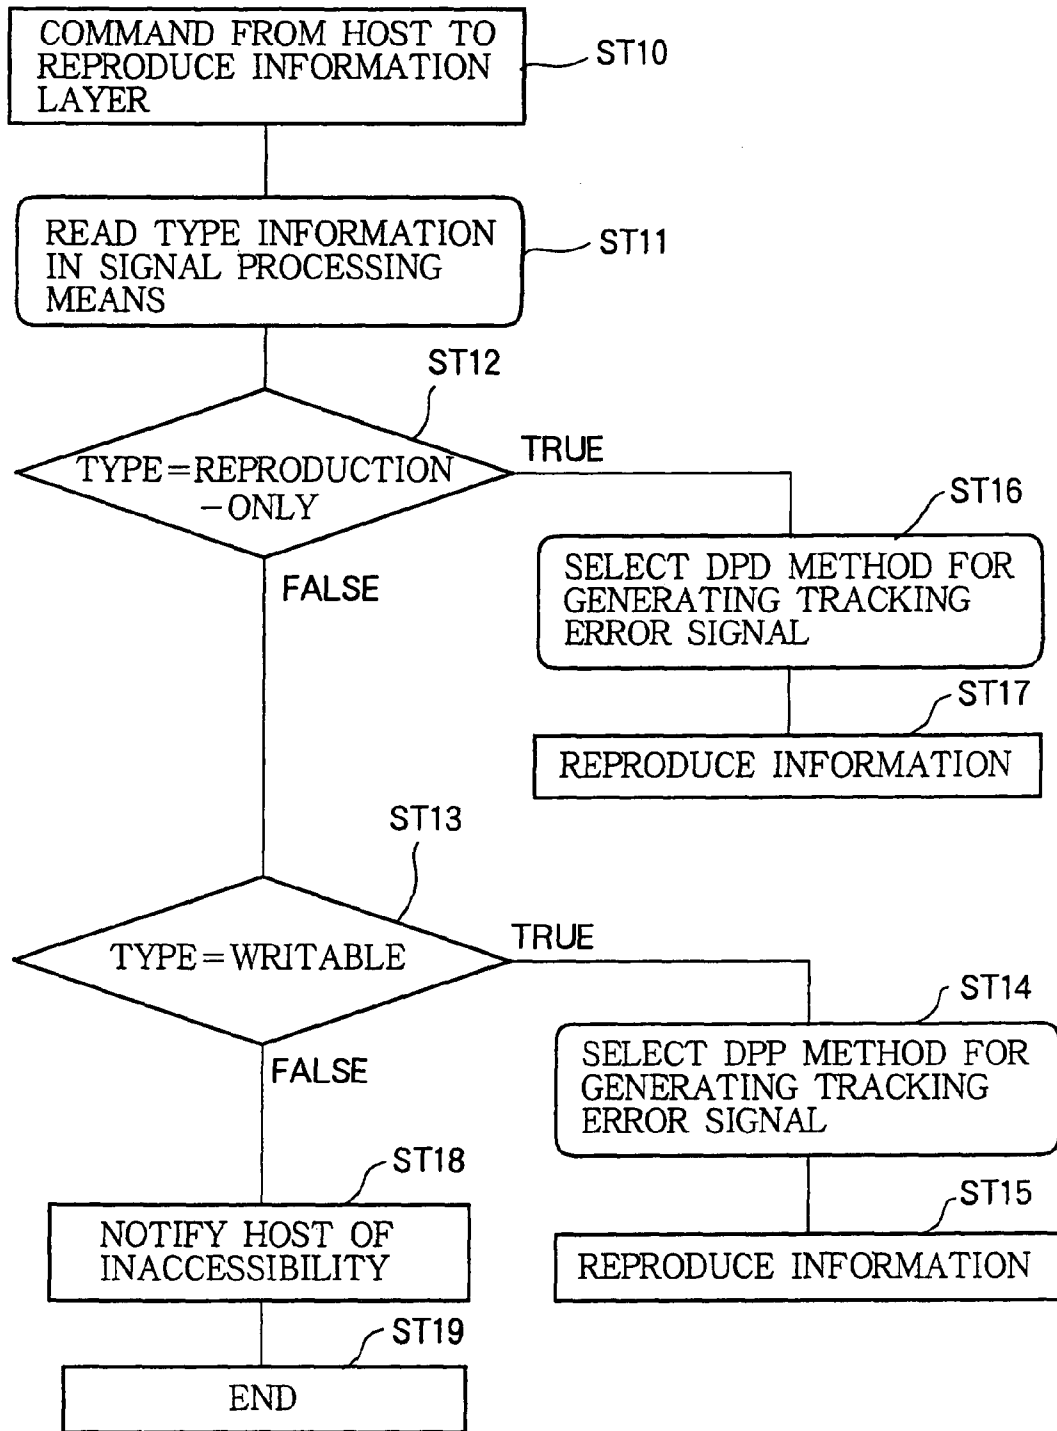 COMMAND FROM HOST TO
REPRODUCE INFORMATION
LAYER
ST10
READ TYPE INFORMATION
IN SIGNAL PROCESSING
MEANS
ST11
ST12
TYPE=REPRODUCTION
-ONLY
TRUE
FALSE
ST16
SELECT DPD METHOD FOR
GENERATING TRACKING
ERROR SIGNAL
ST17
REPRODUCE INFORMATION
ST13
TYPE=WRITABLE
TRUE
FALSE
ST14
SELECT DPP METHOD FOR
GENERATING TRACKING
ERROR SIGNAL
ST15
REPRODUCE INFORMATION
ST18
NOTIFY HOST OF
INACCESSIBILITY
ST19
END